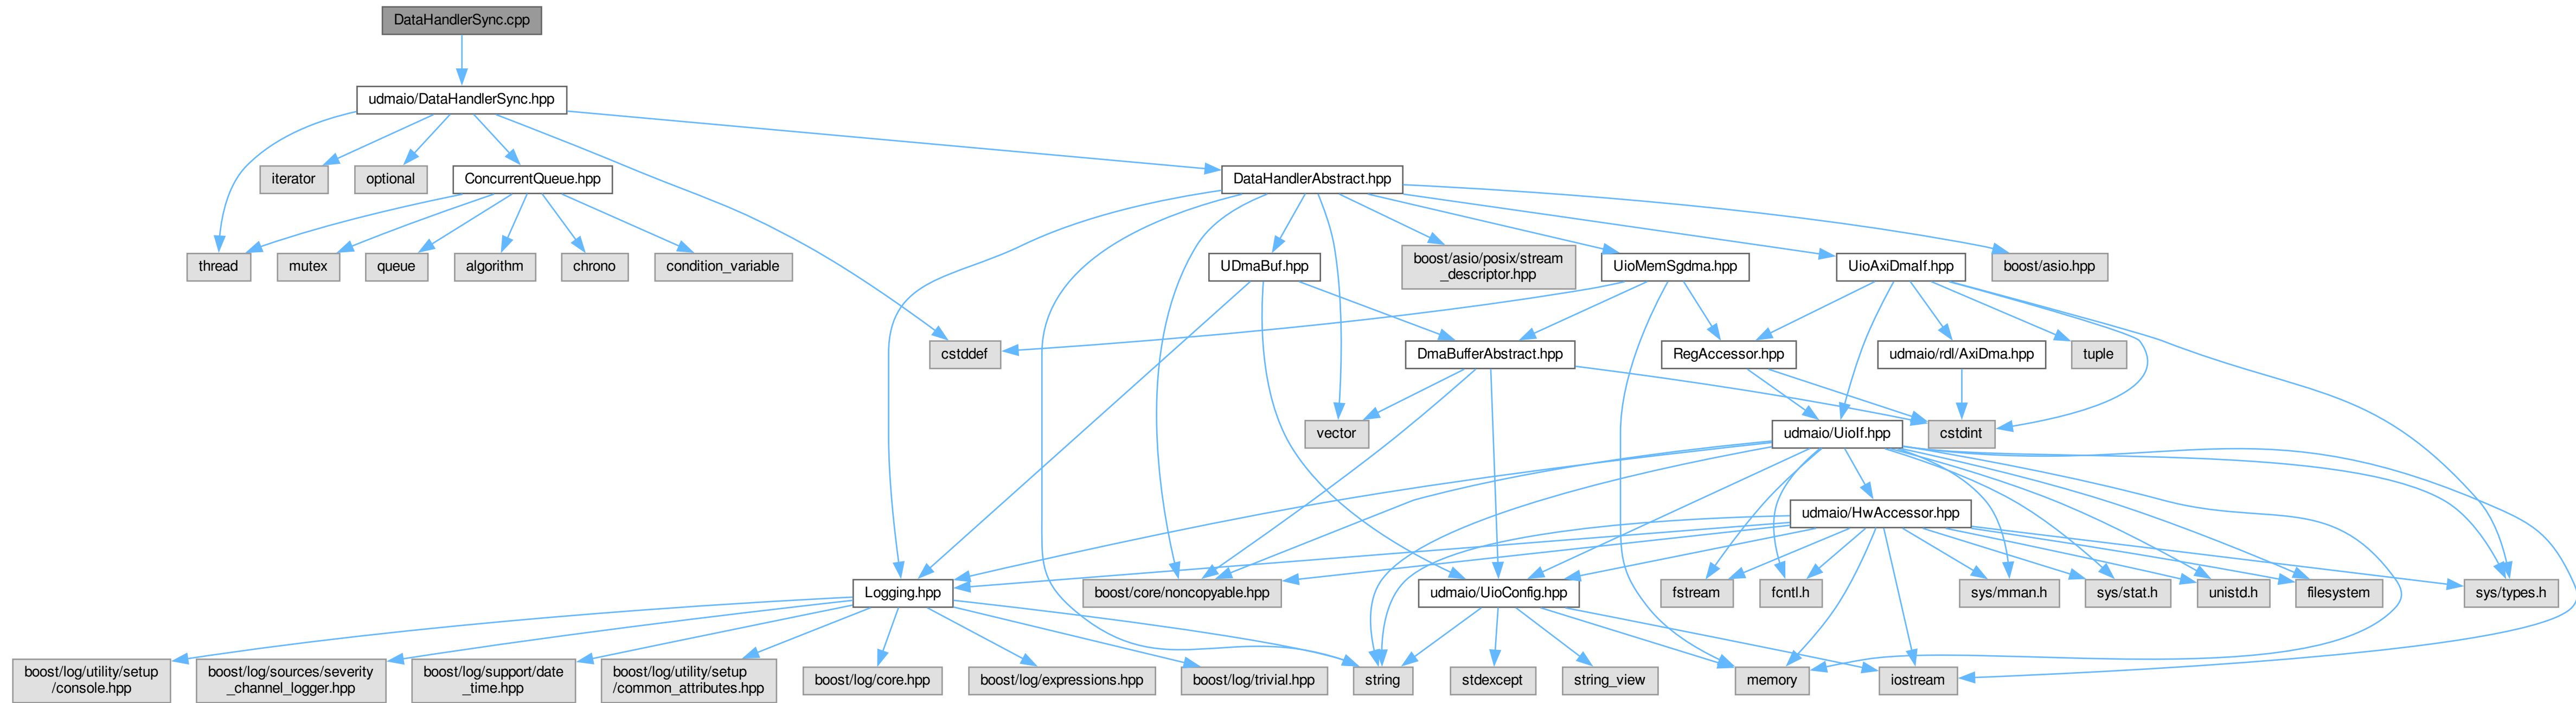 DataHandlerSync.cpp
udmaio/DataHandlerSync.hpp
iterator
optional
ConcurrentQueue.hpp
DataHandlerAbstract.hpp
thread
mutex
queue
algorithm
chrono
condition_variable
UDmaBuf.hpp
boost/asio/posix/stream
_descriptor.hpp
UioMemSgdma.hpp
UioAxiDmaIf.hpp
boost/asio.hpp
cstddef
DmaBufferAbstract.hpp
RegAccessor.hpp
udmaio/rdl/AxiDma.hpp
tuple
vector
udmaio/UioIf.hpp
cstdint
udmaio/HwAccessor.hpp
Logging.hpp
boost/core/noncopyable.hpp
udmaio/UioConfig.hpp
fstream
fcntl.h
sys/mman.h
sys/stat.h
unistd.h
filesystem
sys/types.h
boost/log/utility/setup
/console.hpp
boost/log/sources/severity
_channel_logger.hpp
boost/log/support/date
_time.hpp
boost/log/utility/setup
/common_attributes.hpp
boost/log/core.hpp
boost/log/expressions.hpp
boost/log/trivial.hpp
string
stdexcept
string_view
memory
iostream